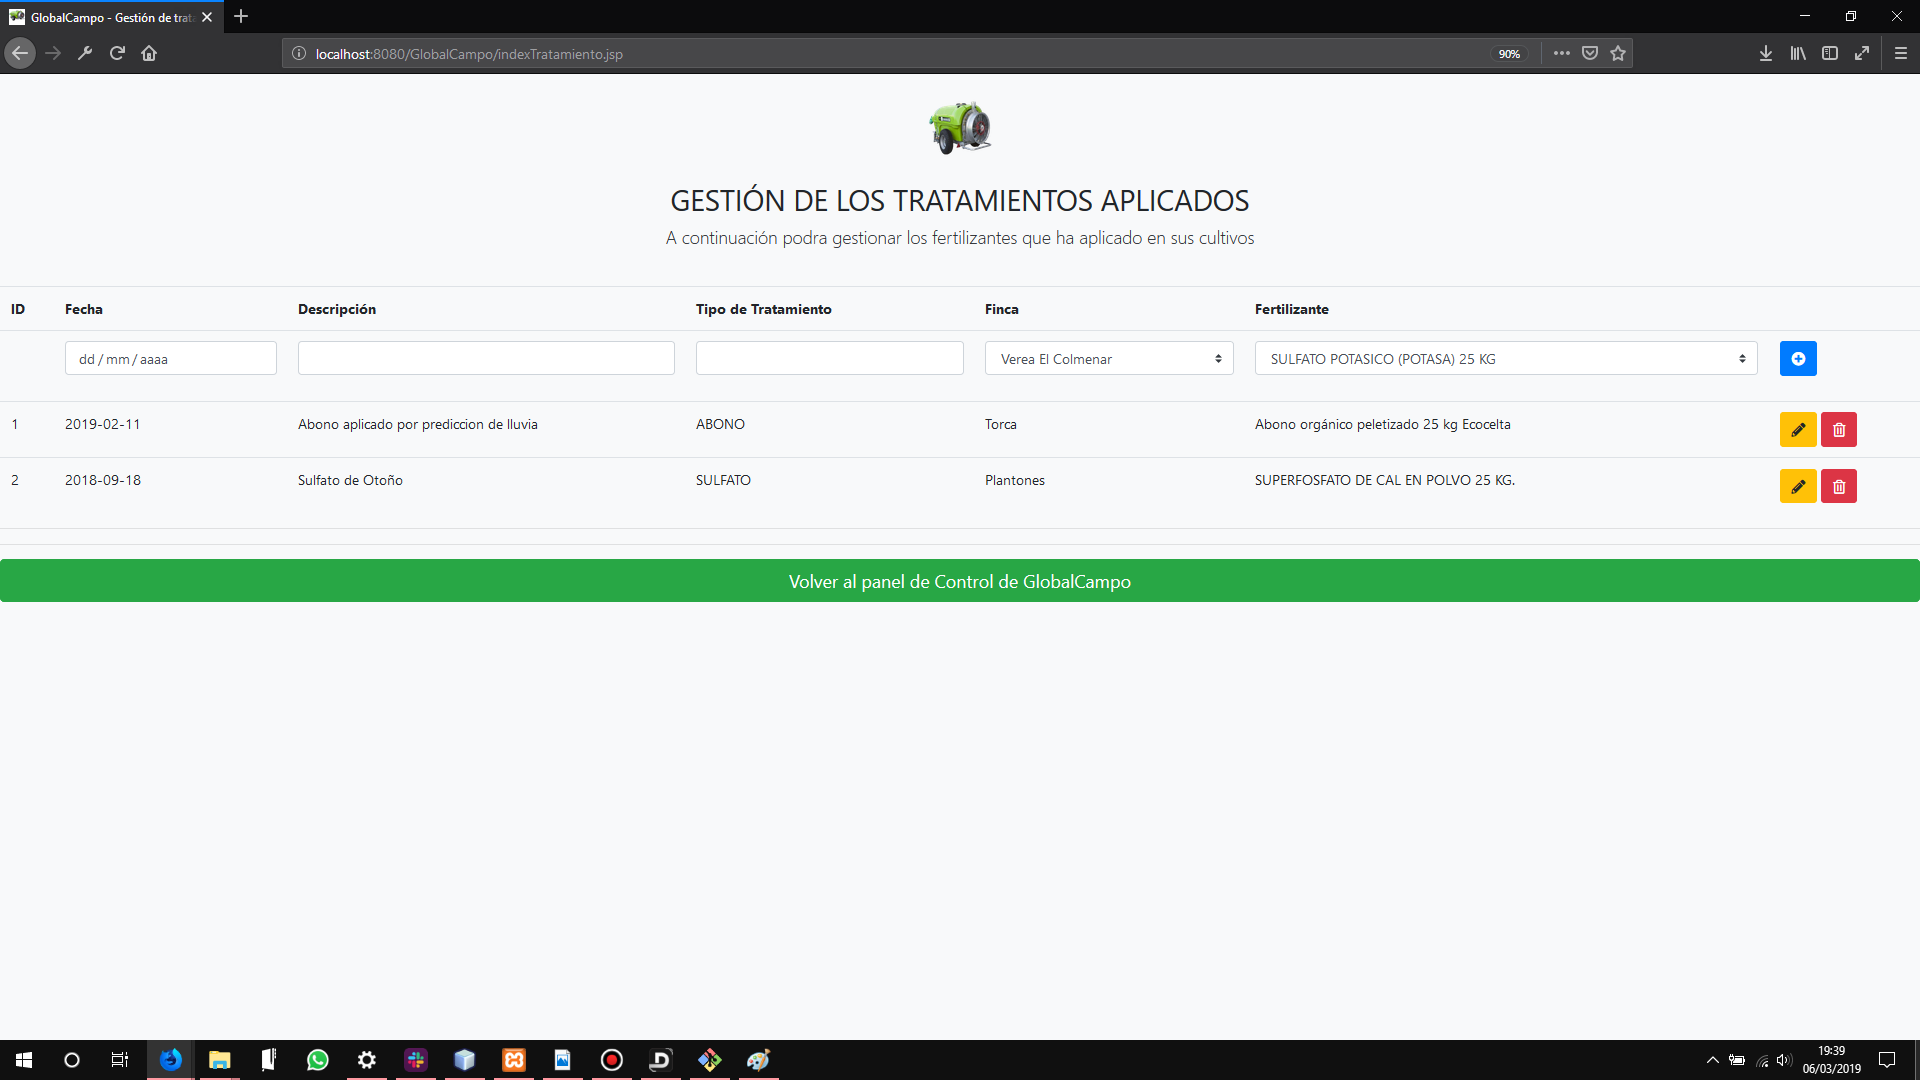 GlobalCampo - Gestión de trat
localhost:8080/GlobalCampo/indexTratamiento.jsp
90%
GESTIÓN DE LOS TRATAMIENTOS APLICADOS
A continuación podra gestionar los fertilizantes que ha aplicado en sus cultivos
ID Fecha Descripción Tipo de Tratamiento Finca Fertilizante
dd / mm / aaaa Verea El Colmenar SULFATO POTASICO (POTASA) 25 KG
1 2019-02-11 Abono aplicado por prediccion de lluvia ABONO Torca Abono orgánico peletizado 25 kg Ecocelta
2 2018-09-18 Sulfato de Otoño SULFATO Plantones SUPERFOSFATO DE CAL EN POLVO 25 KG.
Volver al panel de Control de GlobalCampo
19:39
06/03/2019